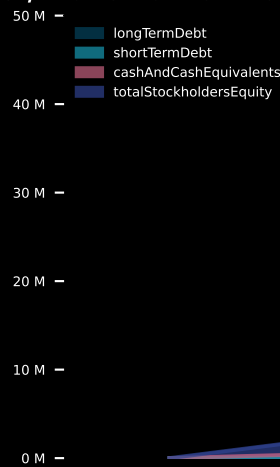 50 M
longTermDebt
shortTermDebt
cashAndCashEquivalents
totalStockholdersEquity
40 M
30 M
20 M
10 M
0 M